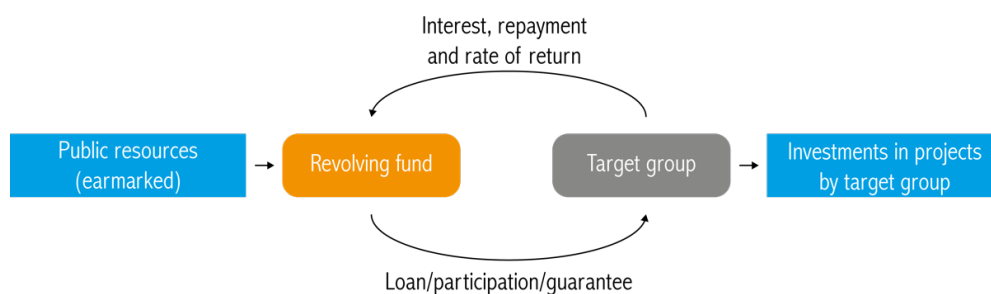 Interest, repayment
and rate of return
Public resources
(earmarked)
Revolving fund
Target group
Investments in projects
by target group
Loan/participation/guarantee